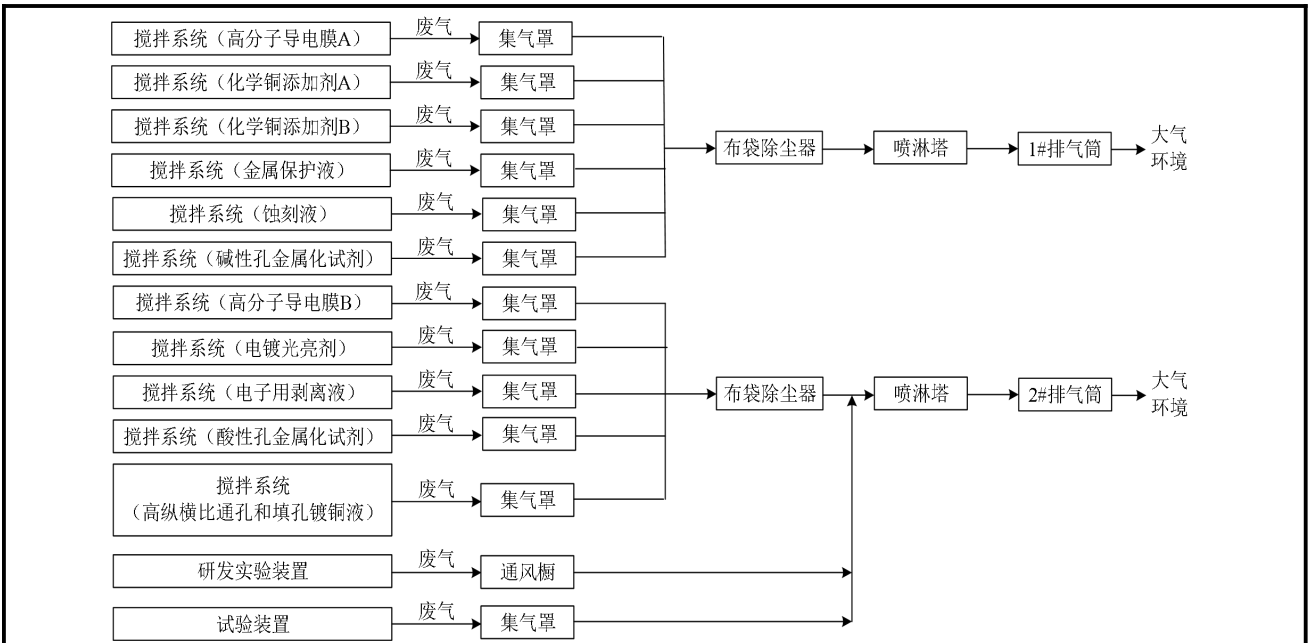 搅拌系统（高分子导电膜A） 废气 集气罩
搅拌系统（化学铜添加剂A） 废气 集气罩
搅拌系统（化学铜添加剂B） 废气 集气罩
搅拌系统（金属保护液） 废气 集气罩
搅拌系统（蚀刻液） 废气 集气罩
搅拌系统（碱性孔金属化试剂） 废气 集气罩
布袋除尘器 喷淋塔 1#排气筒 大气
环境
搅拌系统（高分子导电膜B） 废气 集气罩
搅拌系统（电镀光亮剂） 废气 集气罩
搅拌系统（电子用剥离液） 废气 集气罩
搅拌系统（酸性孔金属化试剂） 废气 集气罩
搅拌系统
（高纵横比通孔和填孔镀铜液） 废气 集气罩
布袋除尘器 喷淋塔 2#排气筒 大气
环境
研发实验装置 废气 通风橱
试验装置 废气 集气罩